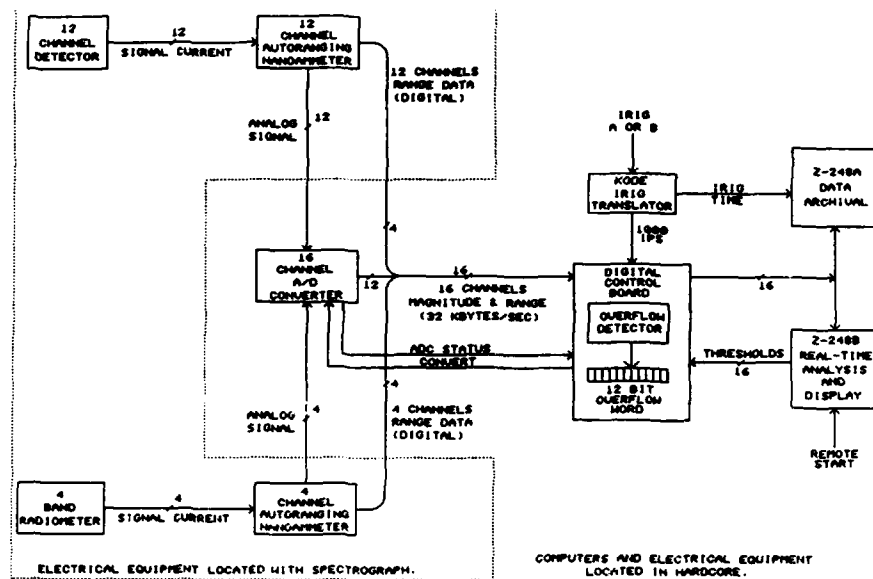 12
CHANNEL
DETECTOR
12
SIGNAL CURRENT
12
CHANNEL
AUTORANGING
NANOAMMETER
12 CHANNELS
RANGE DATA
(DIGITAL)
ANALOG
SIGNAL
12
IRIG
A OR B
KODE
IRIG
TRANSLATOR
IRIG
TIME
Z-248A
DATA
ARCHIVAL
1000
IPS
4
16
CHANNEL
A/D
CONVERTER
12
16
16 CHANNELS
MAGNITUDE & RANGE
(32 KBYTES/SEC)
DIGITAL
CONTROL
BOARD
OVERFLOW
DETECTOR
12 BIT
OVERFLOW
WORD
16
ADC STATUS
CONVERT
THRESHOLDS
16
Z-248B
REAL-TIME
ANALYSIS
AND
DISPLAY
REMOTE
START
4
4 CHANNELS
RANGE DATA
(DIGITAL)
ANALOG
SIGNAL
4
4
BAND
RADIOMETER
4
SIGNAL CURRENT
4
CHANNEL
AUTORANGING
NANOAMMETER
ELECTRICAL EQUIPMENT LOCATED WITH SPECTROGRAPH.
COMPUTERS AND ELECTRICAL EQUIPMENT
LOCATED IN HARDCORE.